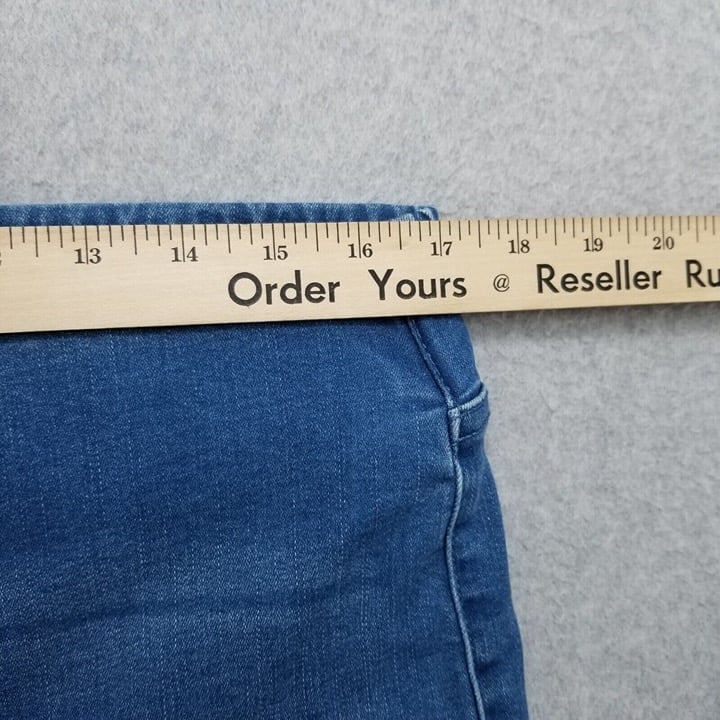 13 14 15 16 17 18 19 20
Order Yours @ Reseller Ru